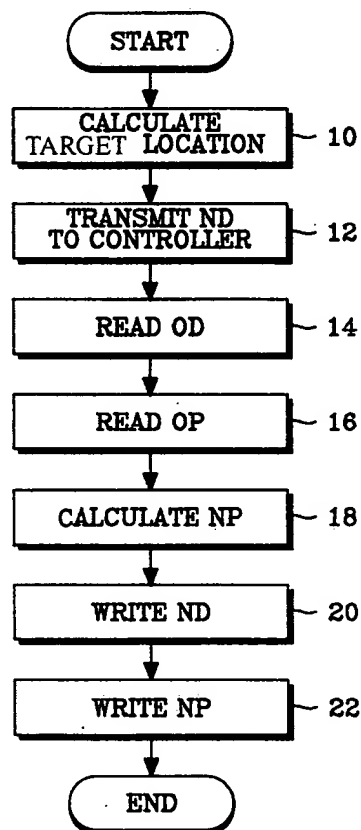 START
CALCULATE
TARGET LOCATION
10
TRANSMIT ND
TO CONTROLLER
12
READ OD
14
READ OP
16
CALCULATE NP
18
WRITE ND
20
WRITE NP
22
END